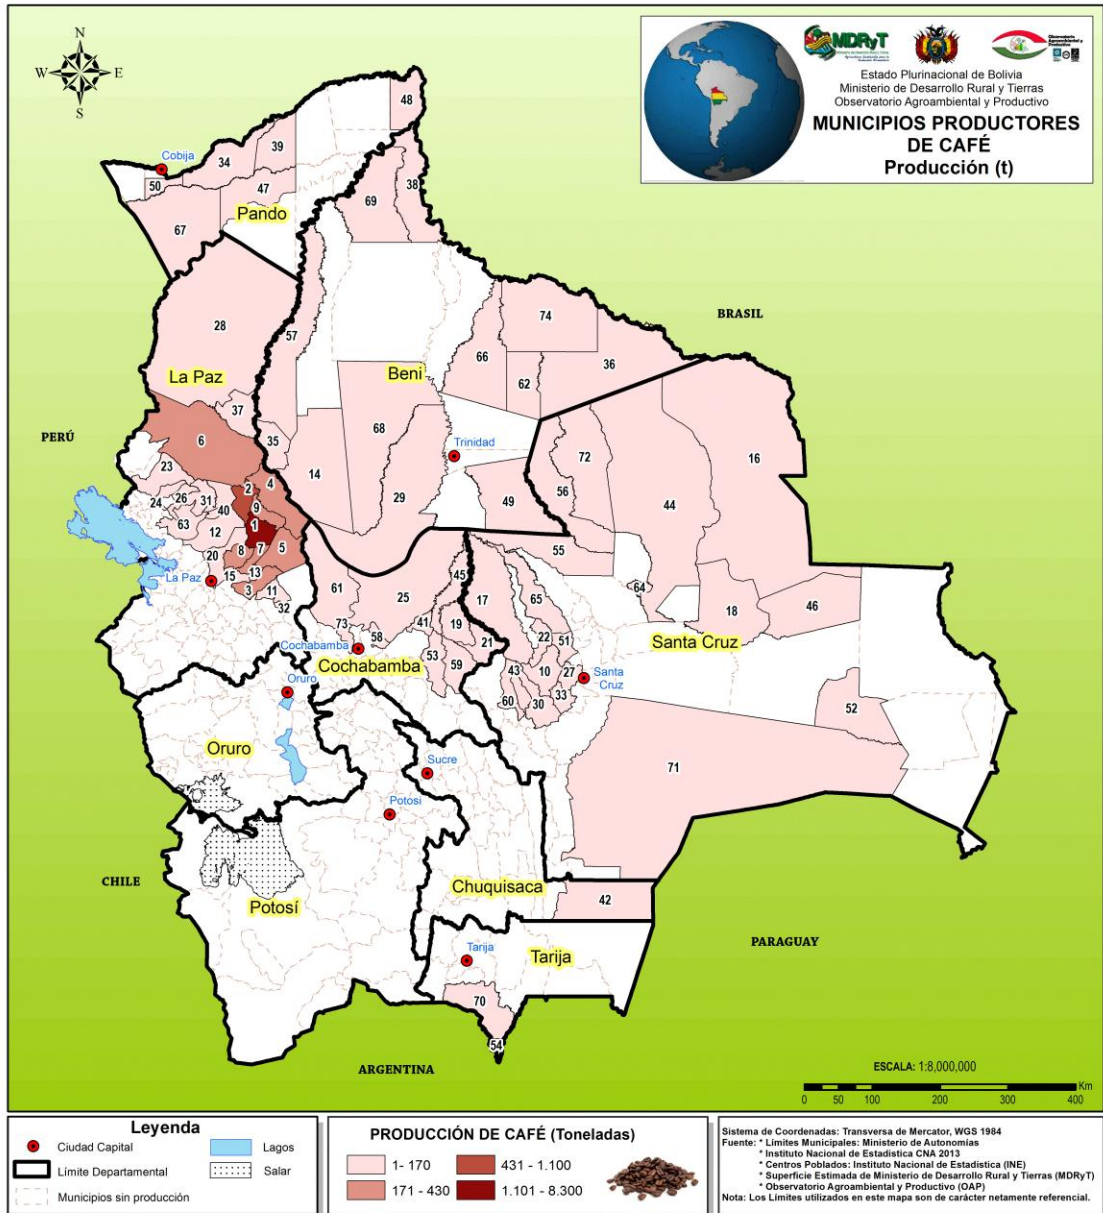 MDRyT
Observatorio
Agroambiental y
Productivo
Estado Plurinacional de Bolivia
Ministerio de Desarrollo Rural y Tierras
Observatorio Agroambiental y Productivo
MUNICIPIOS PRODUCTORES
DE CAFÉ
Producción (t)
N
W
E
S
48
39
34
Cobija
50
47
38
69
Pando
67
BRASIL
28
57
74
66
36
La Paz
Beni
62
37
PERÚ
6
68
35
72
16
Trinidad
23
14
4
2
24
26
31
40
9
29
56
49
44
63
12
1
20
8
7
5
55
La Paz
15
13
3
11
32
61
25
45
17
65
64
18
46
73
58
41
19
22
51
Santa Cruz
Cochabamba
21
Cochabamba
53
59
43
10
27
Santa
Cruz
60
30
33
Oruro
52
Oruro
71
Sucre
Potosi
CHILE
Chuquisaca
Potosí
42
PARAGUAY
Tarija
Tarija
70
54
ARGENTINA
ESCALA: 1:8,000,000
Km
0 50 100 200 300 400
Leyenda
Ciudad Capital
Lagos
Límite Departamental
Salar
Municipios sin producción
PRODUCCIÓN DE CAFÉ (Toneladas)
1- 170
431 - 1.100
171 - 430
1.101 - 8.300
Sistema de Coordenadas: Transversa de Mercator, WGS 1984
Fuente: * Límites Municipales: Ministerio de Autonomías
* Instituto Nacional de Estadistica CNA 2013
* Centros Poblados: Instituto Nacional de Estadistica (INE)
* Superficie Estimada de Ministerio de Desarrollo Rural y Tierras (MDRyT)
* Observatorio Agroambiental y Productivo (OAP)
Nota: Los Límites utilizados en este mapa son de carácter netamente referencial.